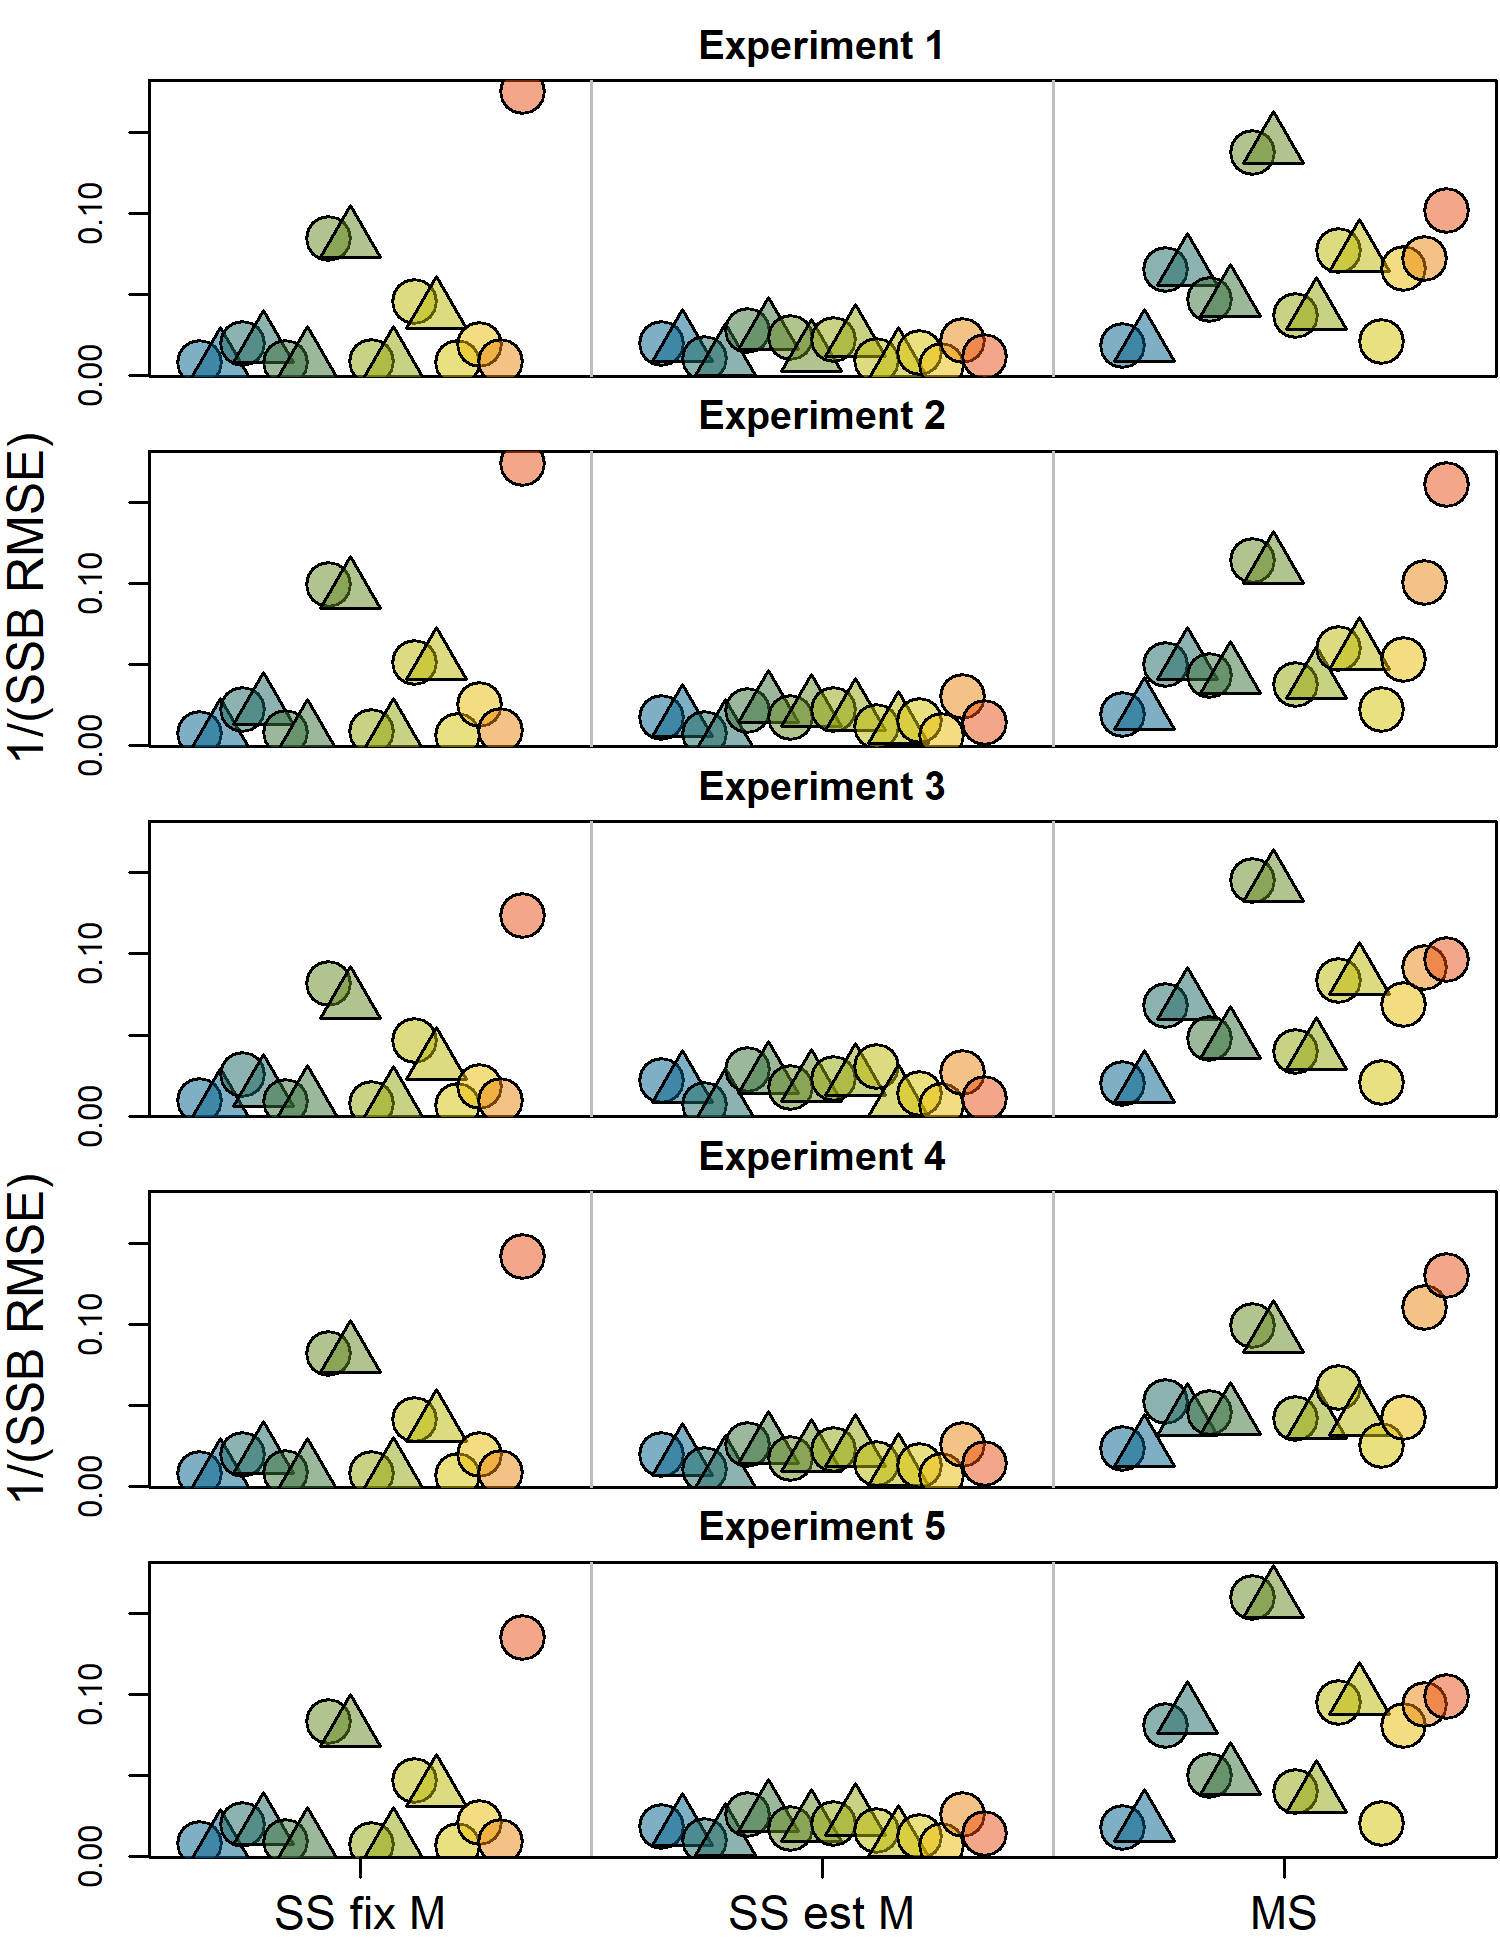 Experiment 1
0.10
0.00
Experiment 2
1/(SSB RMSE)
0.10
0.00
Experiment 3
0.10
0.00
Experiment 4
1/(SSB RMSE)
0.10
0.00
Experiment 5
0.10
0.00
SS fix M
SS est M
MS